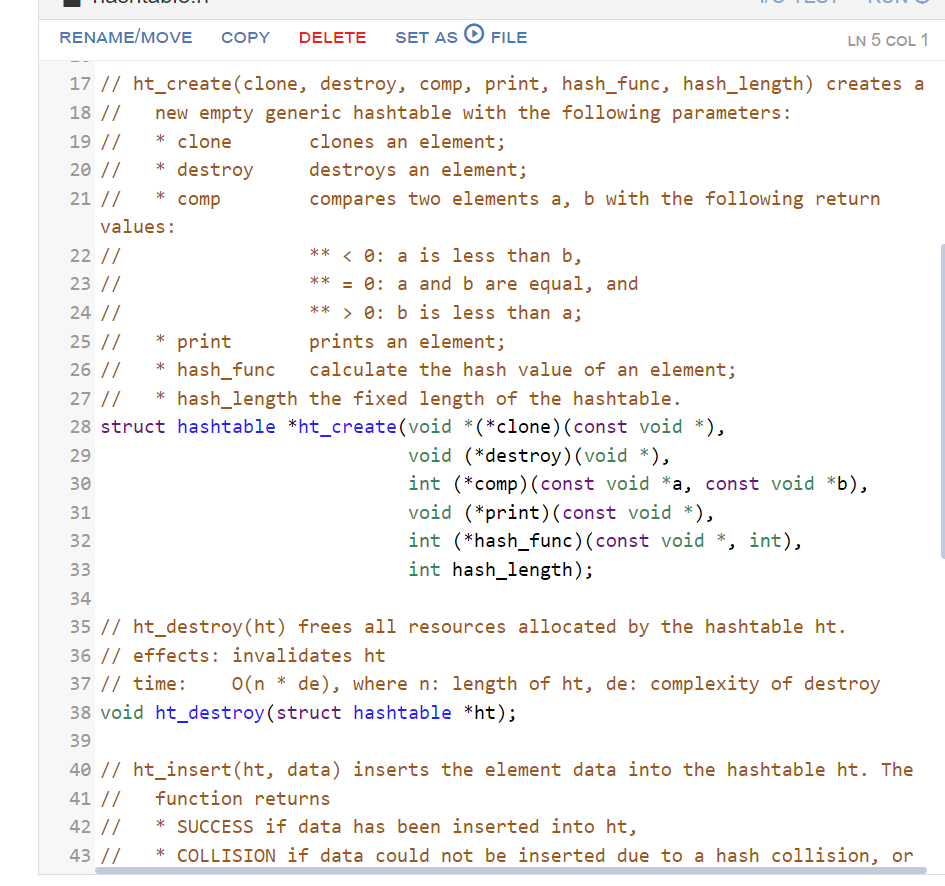 hashtable.h I/O TEST RUN
RENAME/MOVE COPY DELETE SET AS FILE LN 5 COL 1
17 // ht_create(clone, destroy, comp, print, hash_func, hash_length) creates a
18 //   new empty generic hashtable with the following parameters:
19 //   * clone       clones an element;
20 //   * destroy     destroys an element;
21 //   * comp        compares two elements a, b with the following return
values:
22 //                 ** < 0: a is less than b,
23 //                 ** = 0: a and b are equal, and
24 //                 ** > 0: b is less than a;
25 //   * print       prints an element;
26 //   * hash_func   calculate the hash value of an element;
27 //   * hash_length the fixed length of the hashtable.
28 struct hashtable *ht_create(void *(*clone)(const void *),
29                             void (*destroy)(void *),
30                             int (*comp)(const void *a, const void *b),
31                             void (*print)(const void *),
32                             int (*hash_func)(const void *, int),
33                             int hash_length);
34
35 // ht_destroy(ht) frees all resources allocated by the hashtable ht.
36 // effects: invalidates ht
37 // time:    O(n * de), where n: length of ht, de: complexity of destroy
38 void ht_destroy(struct hashtable *ht);
39
40 // ht_insert(ht, data) inserts the element data into the hashtable ht. The
41 //   function returns
42 //   * SUCCESS if data has been inserted into ht,
43 //   * COLLISION if data could not be inserted due to a hash collision, or